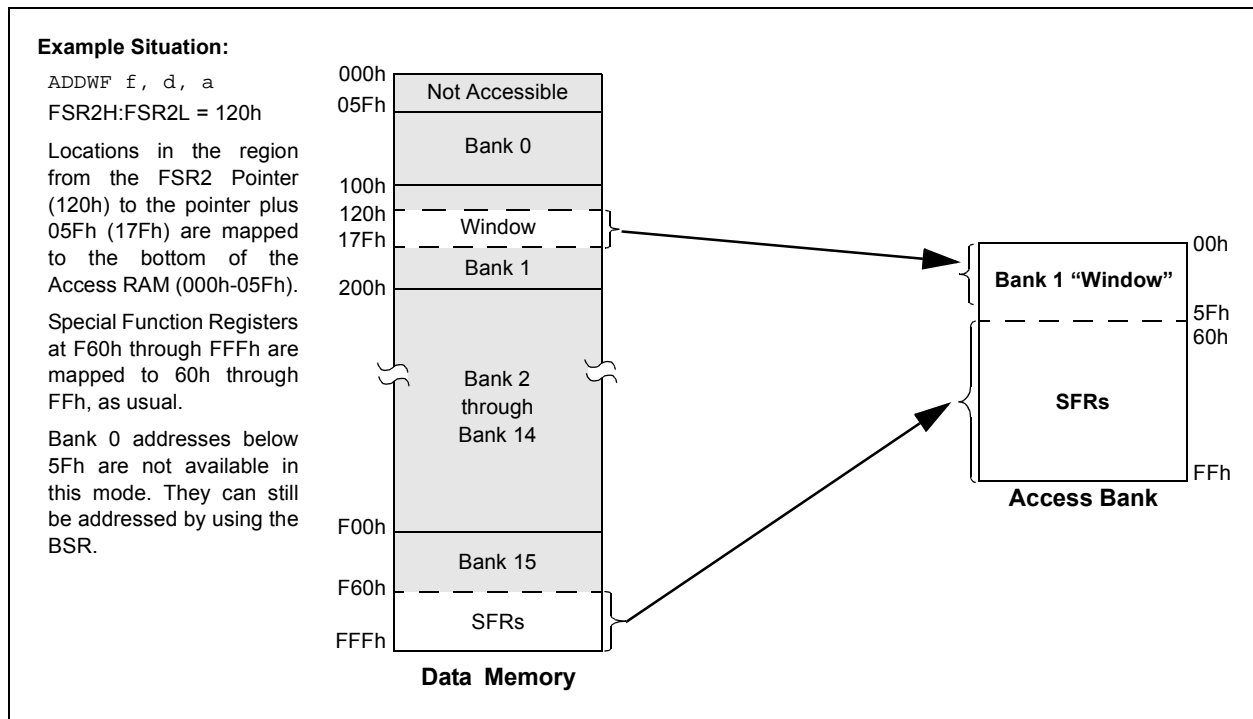 Example Situation:
ADDWF f, d, a
FSR2H:FSR2L = 120h
Locations in the region
from the FSR2 Pointer
(120h) to the pointer plus
05Fh (17Fh) are mapped
to the bottom of the
Access RAM (000h-05Fh).
Special Function Registers
at F60h through FFFh are
mapped to 60h through
FFh, as usual.
Bank 0 addresses below
5Fh are not available in
this mode. They can still
be addressed by using the
BSR.
000h
Not Accessible
05Fh
Bank 0
100h
120h
Window
17Fh
Bank 1
200h
Bank 2
through
Bank 14
F00h
Bank 15
F60h
SFRs
FFFh
Data Memory
00h
Bank 1 “Window”
5Fh
60h
SFRs
FFh
Access Bank